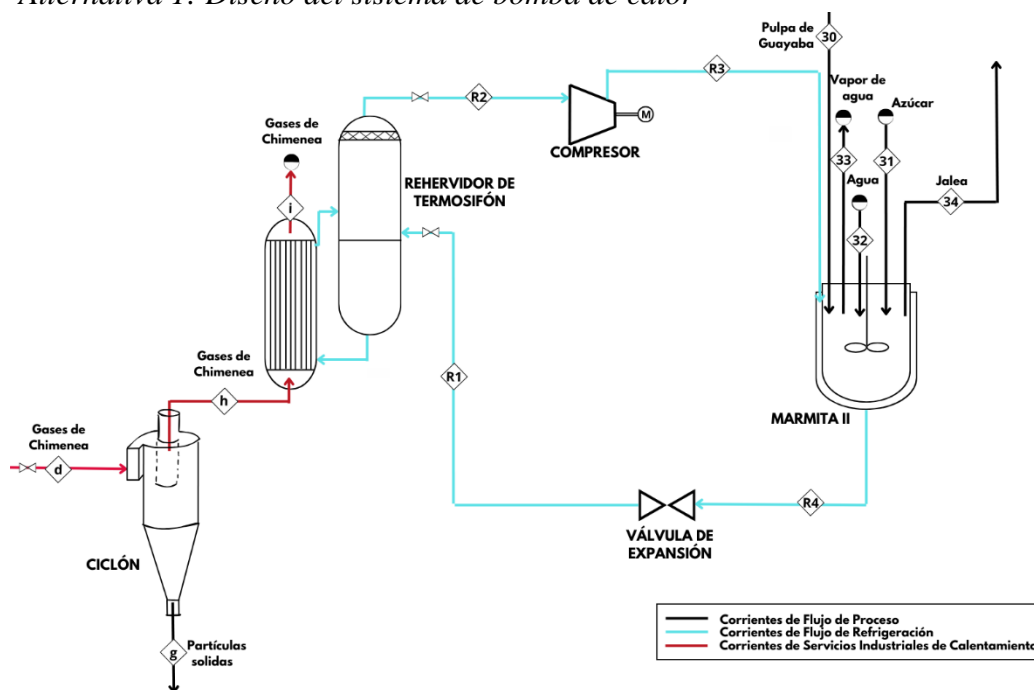 Alternativa 1: Diseño del sistema de bomba de calor
Pulpa de
Guayaba
30
R3
Vapor de
agua
Azúcar
R2
M
COMPRESOR
Gases de
Chimenea
REHERVIDOR DE
TERMOSIFÓN
33
31
Agua
Jalea
34
i
32
Gases de
Chimenea
h
R1
MARMITA II
Gases de
Chimenea
d
R4
VÁLVULA DE
EXPANSIÓN
CICLÓN
Partículas
solidas
g
Corrientes de Flujo de Proceso
Corrientes de Flujo de Refrigeración
Corrientes de Servicios Industriales de Calentamiento